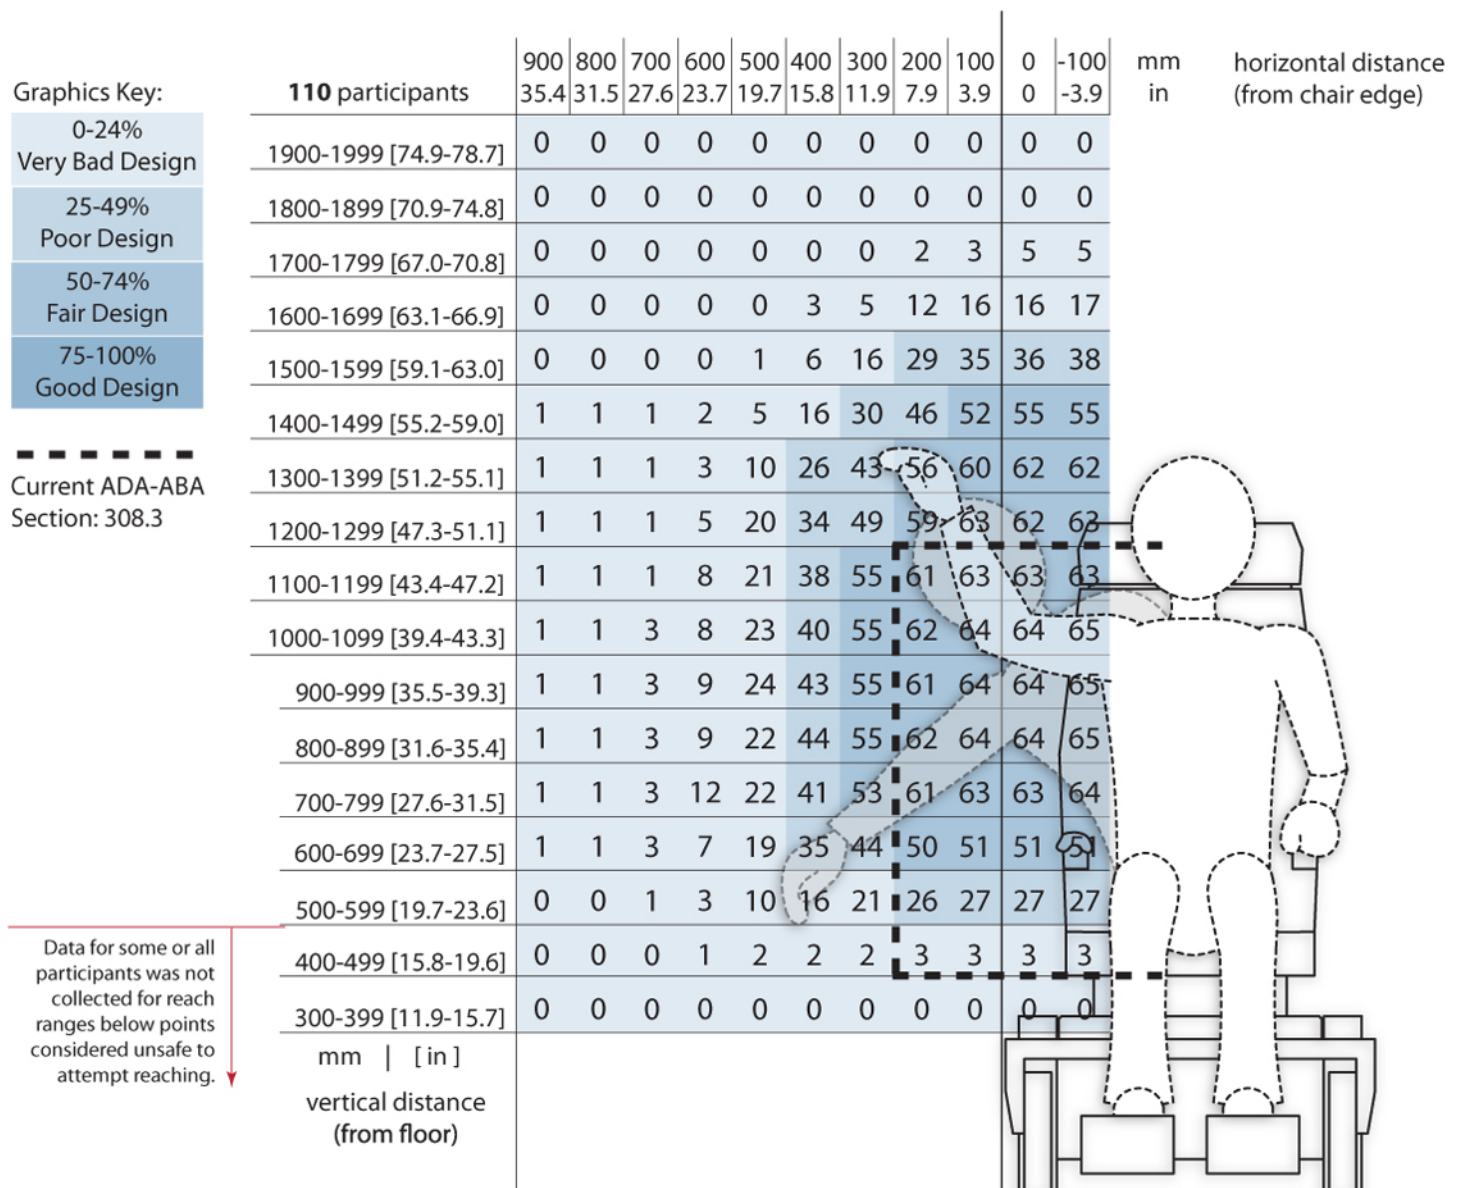 900 800 700 600 500 400 300 200 100 0 -100 mm horizontal distance
Graphics Key: 110 participants 35.4 31.5 27.6 23.7 19.7 15.8 11.9 7.9 3.9 0 -3.9 in (from chair edge)
0-24%
Very Bad Design
25-49%
Poor Design
50-74%
Fair Design
75-100%
Good Design
Current ADA-ABA
Section: 308.3
1900-1999 [74.9-78.7] 0 0 0 0 0 0 0 0 0 0 0
1800-1899 [70.9-74.8] 0 0 0 0 0 0 0 0 0 0 0
1700-1799 [67.0-70.8] 0 0 0 0 0 0 0 2 3 5 5
1600-1699 [63.1-66.9] 0 0 0 0 0 3 5 12 16 16 17
1500-1599 [59.1-63.0] 0 0 0 0 1 6 16 29 35 36 38
1400-1499 [55.2-59.0] 1 1 1 2 5 16 30 46 52 55 55
1300-1399 [51.2-55.1] 1 1 1 3 10 26 43 56 60 62 62
1200-1299 [47.3-51.1] 1 1 1 5 20 34 49 59 63 62 63
1100-1199 [43.4-47.2] 1 1 1 8 21 38 55 61 63 63 63
1000-1099 [39.4-43.3] 1 1 3 8 23 40 55 62 64 64 65
900-999 [35.5-39.3] 1 1 3 9 24 43 55 61 64 64 65
800-899 [31.6-35.4] 1 1 3 9 22 44 55 62 64 64 65
700-799 [27.6-31.5] 1 1 3 12 22 41 53 61 63 63 64
600-699 [23.7-27.5] 1 1 3 7 19 35 44 50 51 51 51
500-599 [19.7-23.6] 0 0 1 3 10 16 21 26 27 27 27
400-499 [15.8-19.6] 0 0 0 1 2 2 2 3 3 3 3
300-399 [11.9-15.7] 0 0 0 0 0 0 0 0 0 0 0
mm | [ in ]
vertical distance
(from floor)
Data for some or all
participants was not
collected for reach
ranges below points
considered unsafe to
attempt reaching.